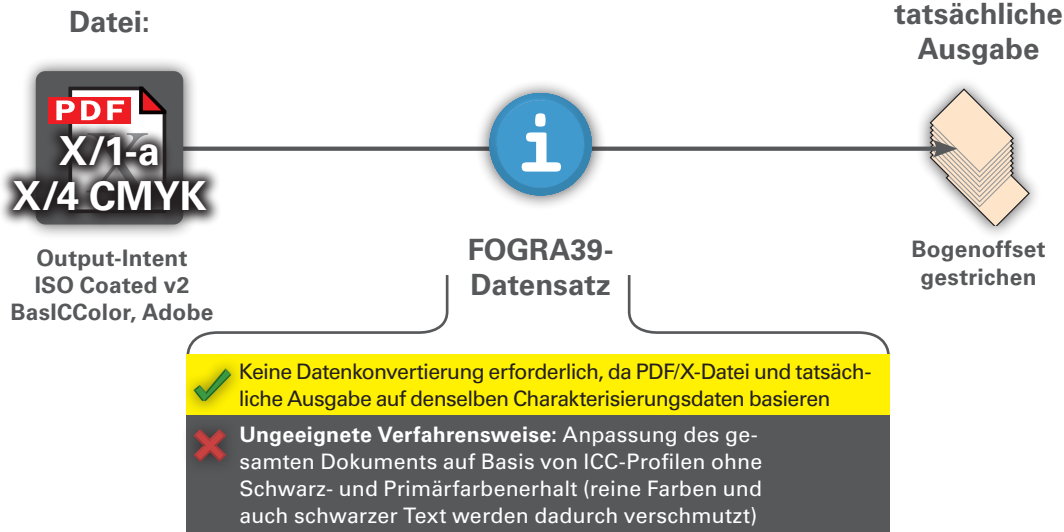 Datei:
tatsächliche
Ausgabe
PDF
X/1-a
X/4 CMYK
i
Output-Intent
ISO Coated v2
BasICColor, Adobe
FOGRA39-
Datensatz
Bogenoffset
gestrichen
Keine Datenkonvertierung erforderlich, da PDF/X-Datei und tatsäch-
liche Ausgabe auf denselben Charakterisierungsdaten basieren
Ungeeignete Verfahrensweise: Anpassung des ge-
samten Dokuments auf Basis von ICC-Profilen ohne
Schwarz- und Primärfarbenerhalt (reine Farben und
auch schwarzer Text werden dadurch verschmutzt)